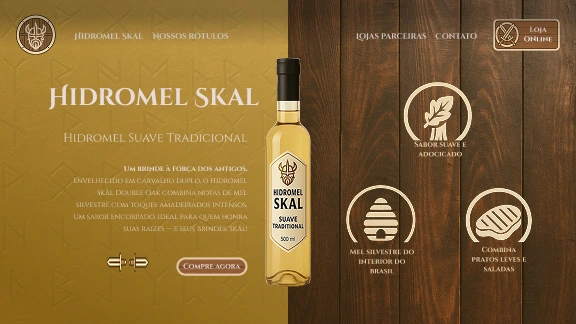 Hidromel Skal
Nossos Rótulos
Lojas Parceiras
Contato
Loja
Online
Hidromel Skal
Hidromel Suave Tradicional
Um brinde à força dos antigos.
Envelhecido em carvalho duplo, o Hidromel
Skål Double Oak combina notas de mel
silvestre com toques amadeirados intensos.
Um sabor encorpado, ideal para quem honra
suas raízes — e seus brindes. Skål!
Compre agora
HIDROMEL
SKAL
SUAVE
TRADICIONAL
500 ml
Sabor suave e
adocicado
Mel silvestre do
interior do
Brasil
Combina
pratos leves e
saladas